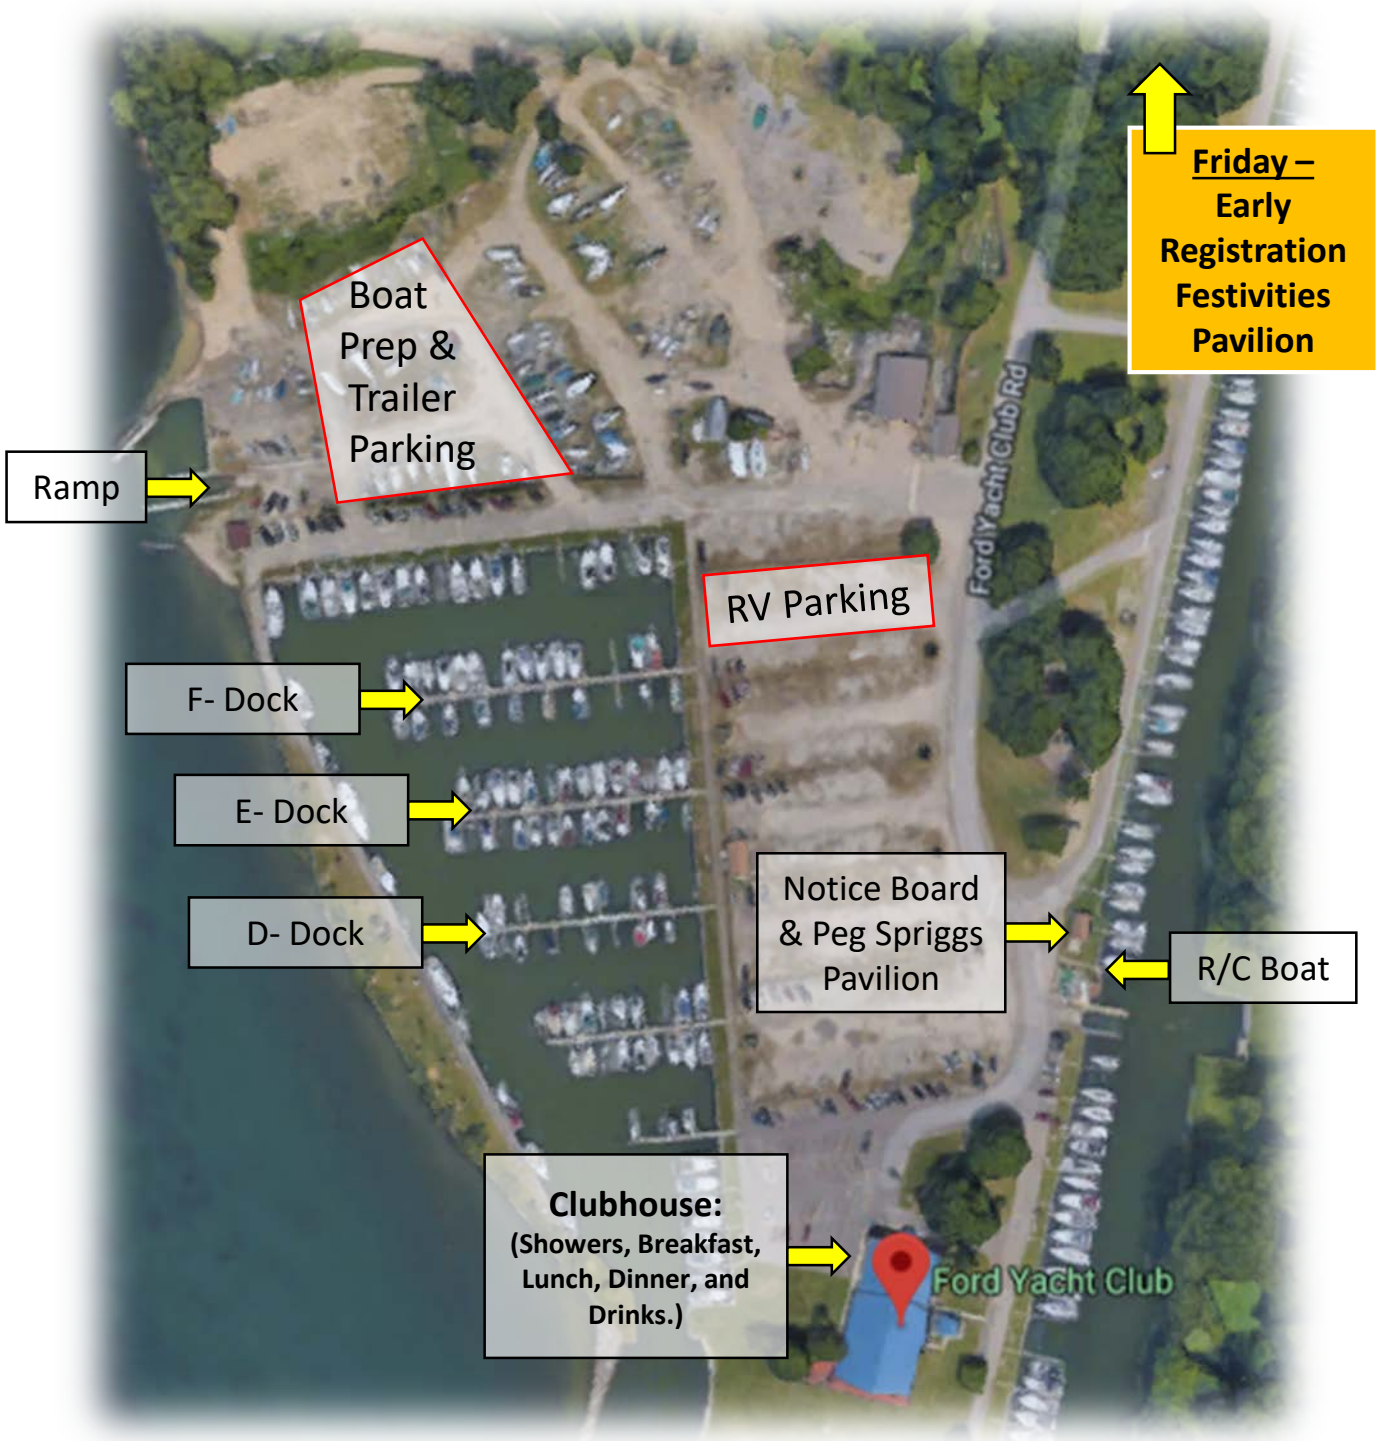 Friday –
Early
Registration
Festivities
Pavilion
Boat
Prep &
Trailer
Parking
Ford Yacht Club Rd
Ramp
RV Parking
F- Dock
E- Dock
D- Dock
Notice Board
& Peg Spriggs
Pavilion
R/C Boat
Clubhouse:
(Showers, Breakfast,
Lunch, Dinner, and
Drinks.)
Ford Yacht Club